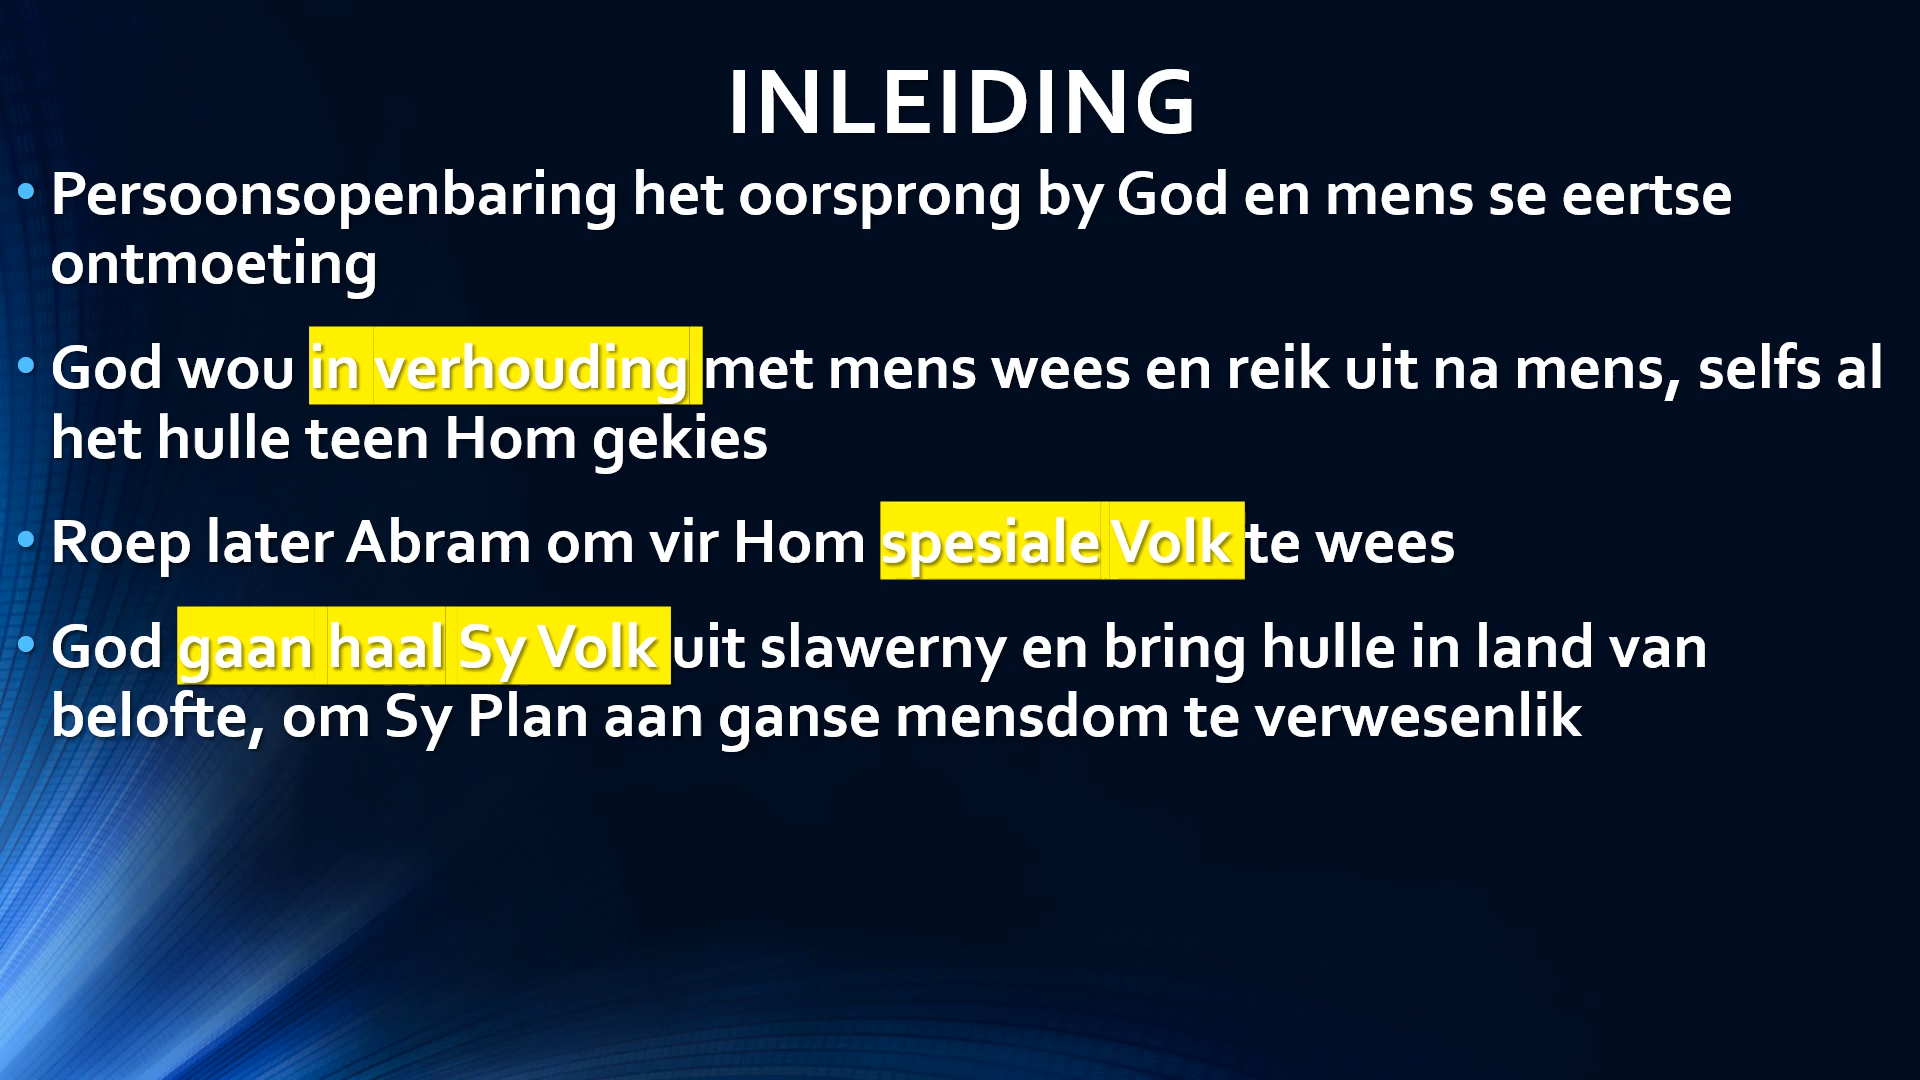 INLEIDING
• Persoonsopenbaring het oorsprong by God en mens se eertse
ontmoeting
• God wou in verhouding met mens wees en reik uit na mens, selfs al
het hulle teen Hom gekies
• Roep later Abram om vir Hom spesiale Volk te wees
• God gaan haal Sy Volk uit slawerny en bring hulle in land van
belofte, om Sy Plan aan ganse mensdom te verwesenlik